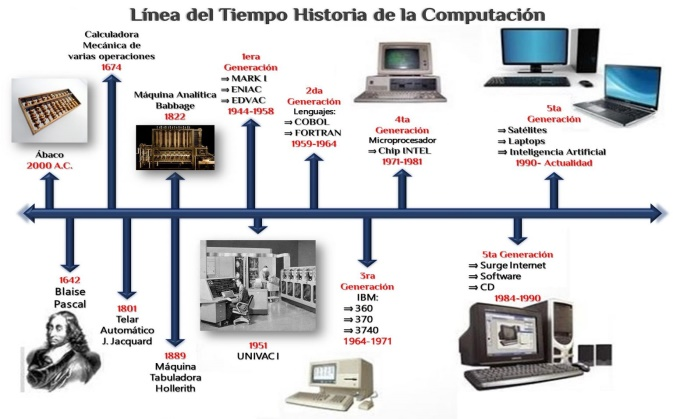 Línea del Tiempo Historia de la Computación
Calculadora
Mecánica de
varias operaciones
1674
Ábaco
2000 A.C.
Máquina Analítica
Babbage
1822
1era
Generación
⇒ MARK I
⇒ ENIAC
⇒ EDVAC
1944-1958
2da
Generación
Lenguajes:
⇒ COBOL
⇒ FORTRAN
1959-1964
4ta
Generación
Microprocesador
⇒ Chip INTEL
1971-1981
5ta
Generación
⇒ Satélites
⇒ Laptops
⇒ Inteligencia Artificial
1990- Actualidad
1642
Blaise
Pascal
1801
Telar
Automático
J. Jacquard
1889
Máquina
Tabuladora
Hollerith
1951
UNIVAC I
3ra
Generación
IBM:
⇒ 360
⇒ 370
⇒ 3740
1964-1971
5ta Generación
⇒ Surge Internet
⇒ Software
⇒ CD
1984-1990